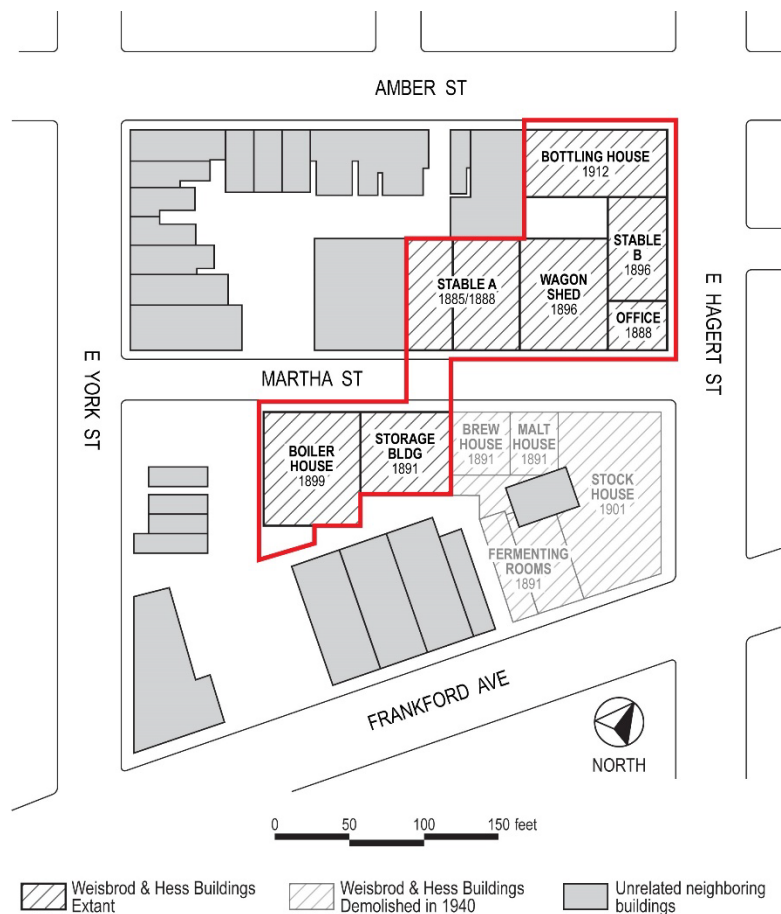 AMBER ST
BOTTLING HOUSE
1912
STABLE
B
1896
STABLE A
1885/1888
WAGON
SHED
1896
OFFICE
1888
E HAGERT ST
E YORK ST
MARTHA ST
BOILER
HOUSE
1899
STORAGE
BLDG
1891
BREW
HOUSE
1891
MALT
HOUSE
1891
STOCK
HOUSE
1901
FERMENTING
ROOMS
1891
FRANKFORD AVE
NORTH
0 50 100 150 feet
Weisbrod & Hess Buildings
Extant
Weisbrod & Hess Buildings
Demolished in 1940
Unrelated neighboring
buildings